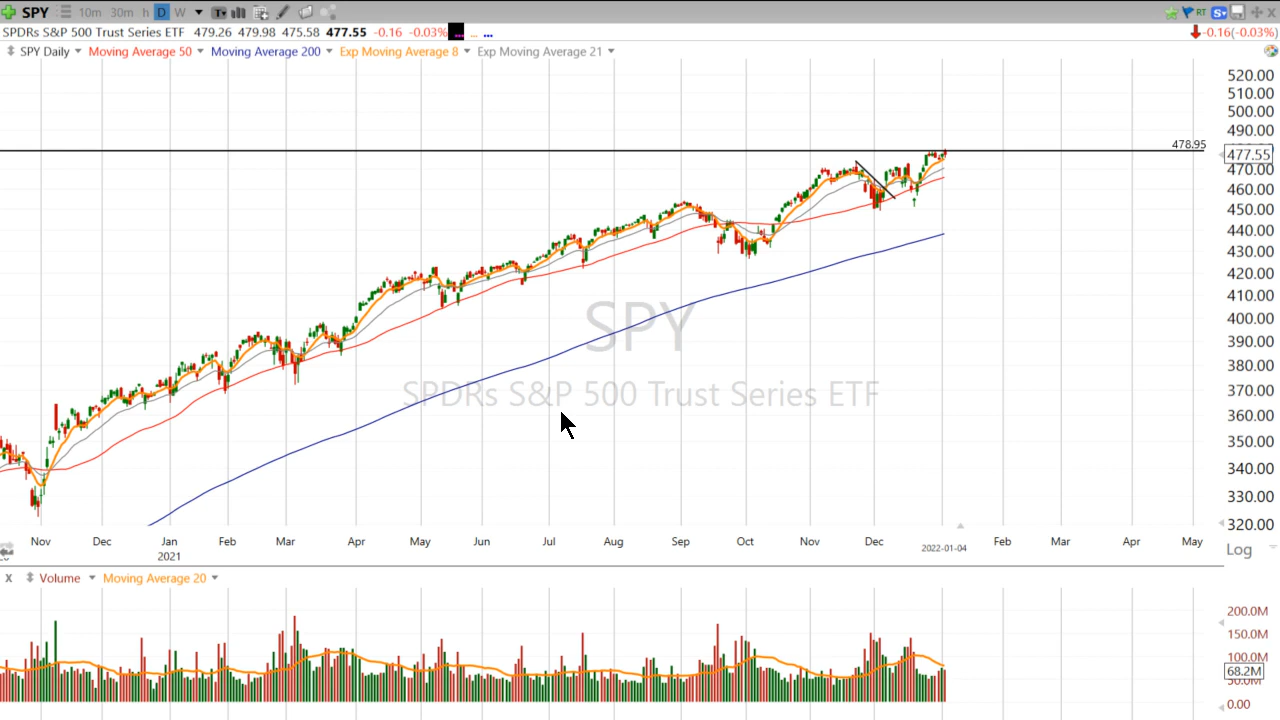 SPY 10m 30m h D W T RT S
SPDRs S&P 500 Trust Series ETF 479.26 479.98 475.58 477.55 -0.16 -0.03% ... ... ... -0.16(-0.03%)
SPY Daily Moving Average 50 Moving Average 200 Exp Moving Average 8 Exp Moving Average 21
520.00
510.00
500.00
490.00
478.95
477.55
470.00
460.00
450.00
440.00
430.00
420.00
410.00
400.00
390.00
380.00
370.00
360.00
350.00
340.00
330.00
320.00
SPY
SPDRs S&P 500 Trust Series ETF
Nov Dec Jan Feb Mar Apr May Jun Jul Aug Sep Oct Nov Dec 2022-01-04 Feb Mar Apr May
2021
Log
X Volume Moving Average 20
200.0M
150.0M
100.0M
68.2M
50.0M
0.00